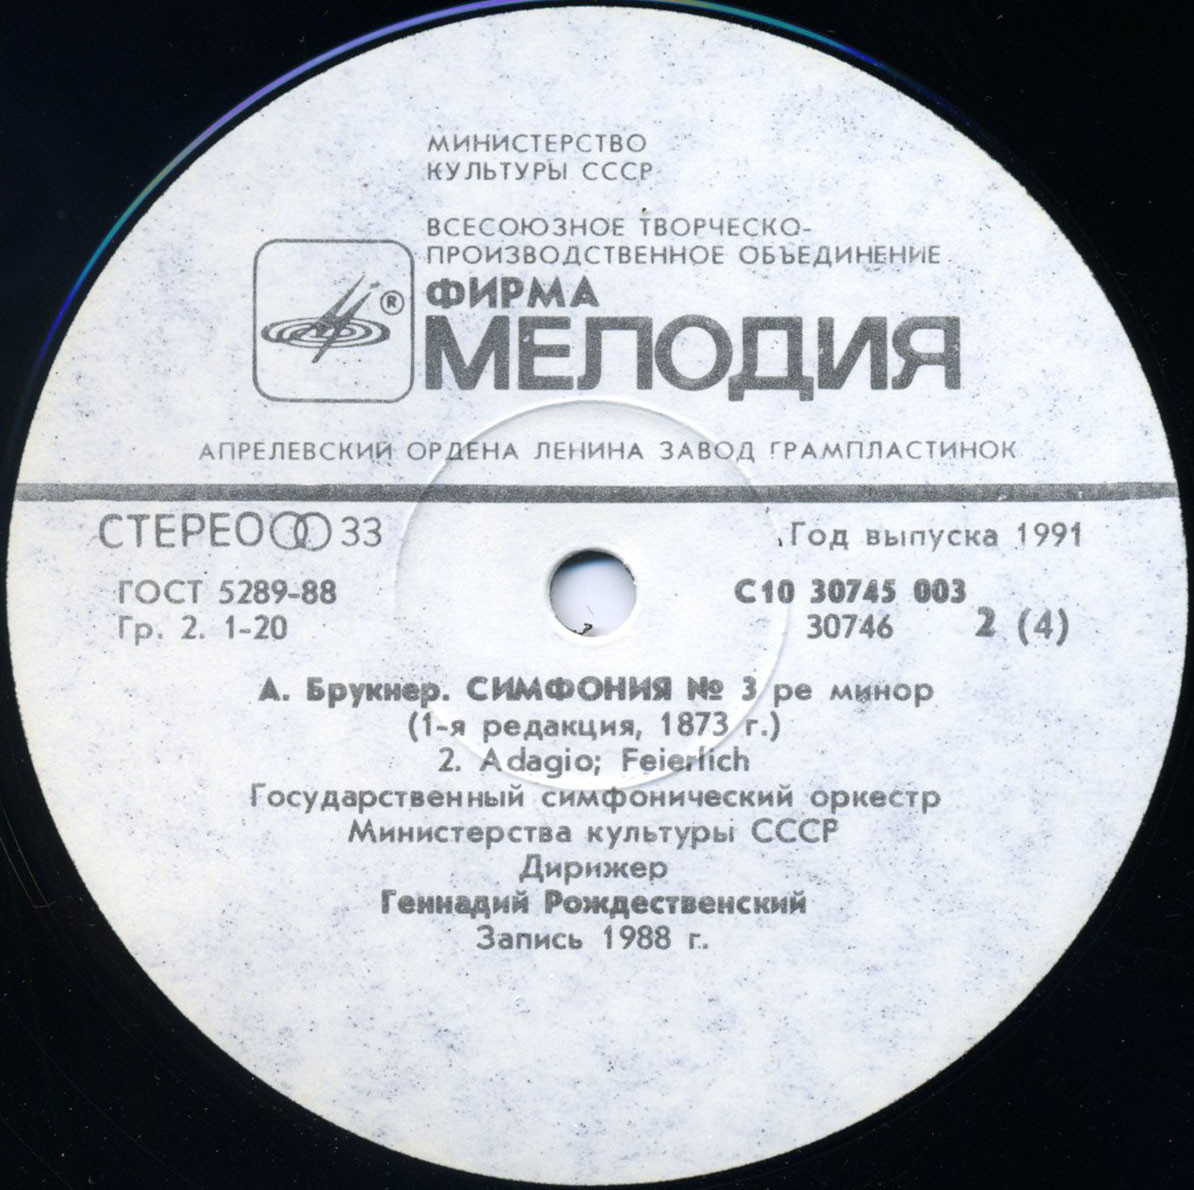 МИНИСТЕРСТВО
КУЛЬТУРЫ СССР
ВСЕСОЮЗНОЕ ТВОРЧЕСКО-
ПРОИЗВОДСТВЕННОЕ ОБЪЕДИНЕНИЕ
®
ФИРМА
МЕЛОДИЯ
АПРЕЛЕВСКИЙ ОРДЕНА ЛЕНИНА ЗАВОД ГРАМПЛАСТИНОК
СТЕРЕО 33
Год выпуска 1991
ГОСТ 5289-88
С10 30745 003
Гр. 2. 1-20
30746 2 (4)
А. Брукнер. СИМФОНИЯ № 3 ре минор
(1-я редакция, 1873 г.)
2. Adagio; Feierlich
Государственный симфонический оркестр
Министерства культуры СССР
Дирижер
Геннадий Рождественский
Запись 1988 г.